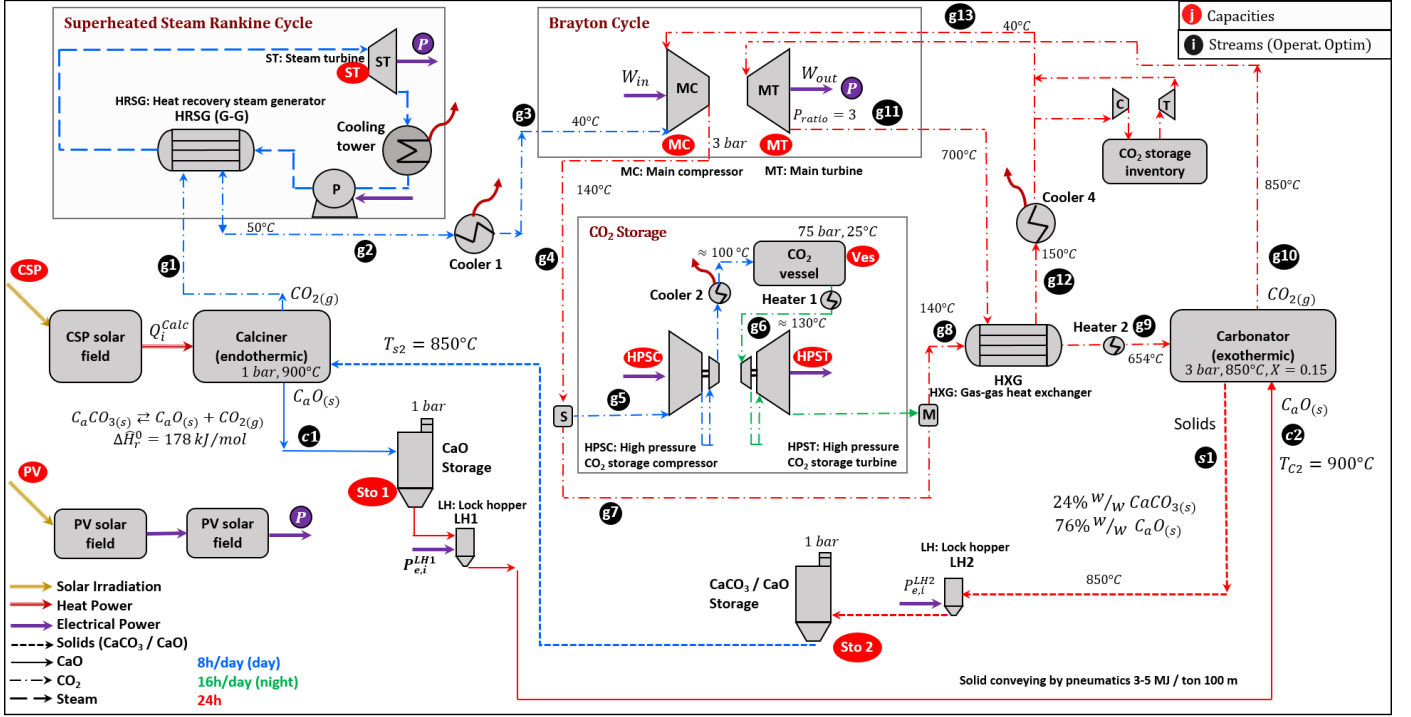 Superheated Steam Rankine Cycle
ST: Steam turbine
ST
ST
P
HRSG: Heat recovery steam generator
HRSG (G-G)
Cooling
tower
P
50°C
g1
g2
Cooler 1
g3
40°C
Brayton Cycle
W_in
MC
MC
3 bar
MC: Main compressor
MT
W_out
P
P_ratio = 3
MT
MT: Main turbine
g11
g13
40°C
j Capacities
i Streams (Operat. Optim)
C
T
CO2 storage
inventory
700°C
850°C
Cooler 4
150°C
g12
g10
140°C
g4
CO2 Storage
75 bar, 25°C
≈ 100 °C
CO2
vessel
Ves
Cooler 2
Heater 1
g6
≈ 130°C
HPSC
HPST
g5
S
M
HPSC: High pressure
CO2 storage compressor
HPST: High pressure
CO2 storage turbine
g7
140°C
g8
HXG
HXG: Gas-gas heat exchanger
Heater 2
g9
654°C
CO2(g)
Carbonator
(exothermic)
3 bar, 850°C, X = 0.15
CSP
CSP solar
field
Q_i^Calc
CO2(g)
Calciner
(endothermic)
1 bar, 900°C
T_s2 = 850°C
CaO(s)
CaCO3(s) ⇄ CaO(s) + CO2(g)
ΔH̃_r^0 = 178 kJ/mol
c1
1 bar
CaO
Storage
Sto 1
LH: Lock hopper
LH1
P_e,i^LH1
PV
PV solar
field
PV solar
field
P
Solids
s1
CaO(s)
c2
T_C2 = 900°C
24% w/w CaCO3(s)
76% w/w CaO(s)
1 bar
CaCO3 / CaO
Storage
Sto 2
LH: Lock hopper
LH2
P_e,i^LH2
850°C
Solar Irradiation
Heat Power
Electrical Power
Solids (CaCO3 / CaO)
CaO
CO2
Steam
8h/day (day)
16h/day (night)
24h
Solid conveying by pneumatics 3-5 MJ / ton 100 m